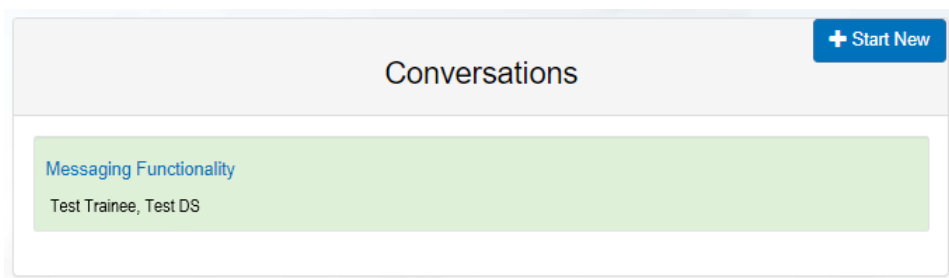 Start New
Conversations
Messaging Functionality
Test Trainee, Test DS